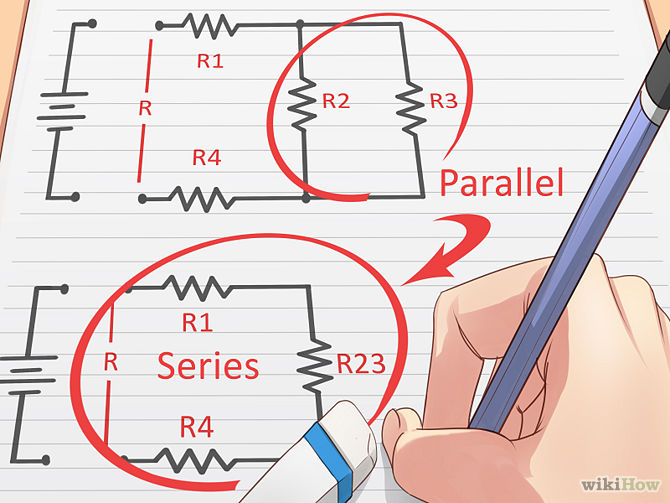 R1
R
R2
R3
R4
Parallel
R1
R
Series
R23
R4
wikiHow